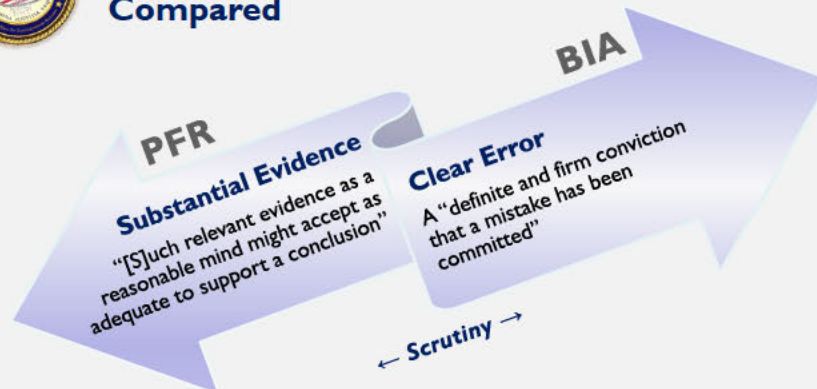 Compared
PFR
Substantial Evidence
“[S]uch relevant evidence as a
reasonable mind might accept as
adequate to support a conclusion”
BIA
Clear Error
A “definite and firm conviction
that a mistake has been
committed”
← Scrutiny →